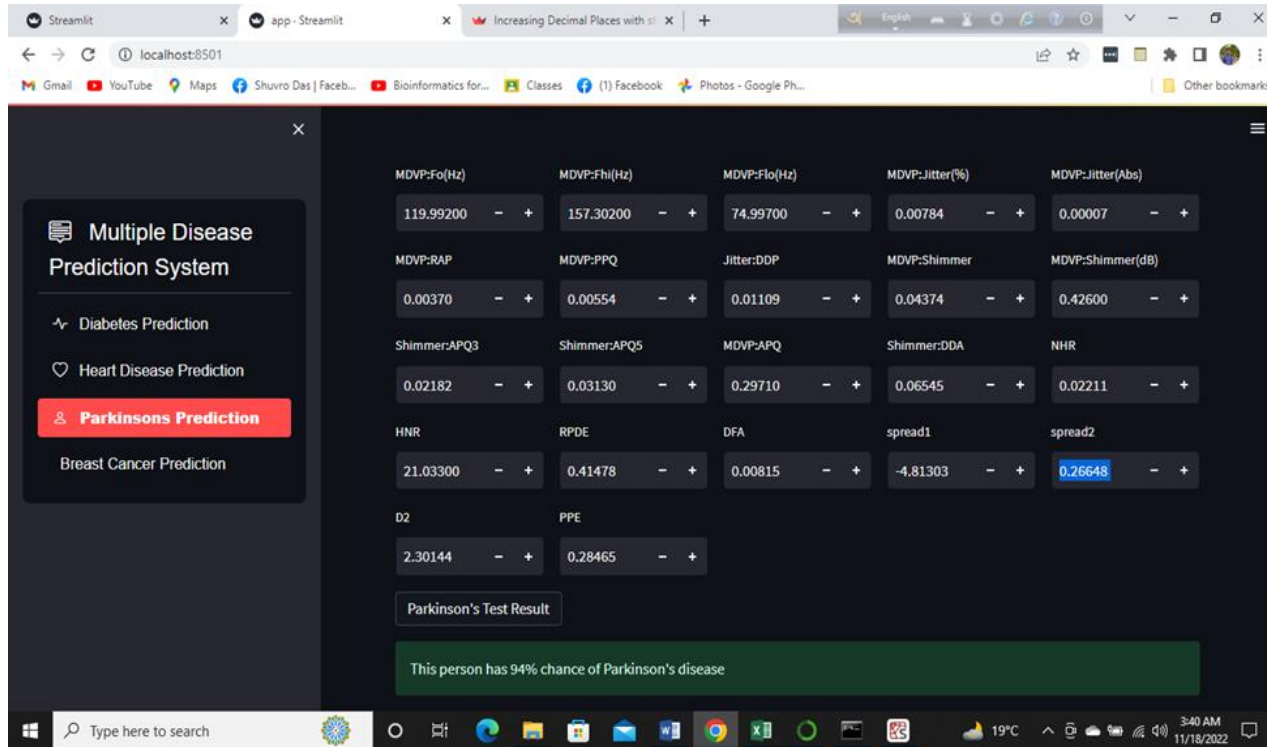 Streamlit
app · Streamlit
Increasing Decimal Places with st
English
localhost:8501
Gmail YouTube Maps Shuvro Das | Faceb... Bioinformatics for... Classes (1) Facebook Photos - Google Ph... Other bookmarks
Multiple Disease
Prediction System
Diabetes Prediction
Heart Disease Prediction
Parkinsons Prediction
Breast Cancer Prediction
MDVP:Fo(Hz) MDVP:Fhi(Hz) MDVP:Flo(Hz) MDVP:Jitter(%) MDVP:Jitter(Abs)
119.99200 − + 157.30200 − + 74.99700 − + 0.00784 − + 0.00007 − +
MDVP:RAP MDVP:PPQ Jitter:DDP MDVP:Shimmer MDVP:Shimmer(dB)
0.00370 − + 0.00554 − + 0.01109 − + 0.04374 − + 0.42600 − +
Shimmer:APQ3 Shimmer:APQ5 MDVP:APQ Shimmer:DDA NHR
0.02182 − + 0.03130 − + 0.29710 − + 0.06545 − + 0.02211 − +
HNR RPDE DFA spread1 spread2
21.03300 − + 0.41478 − + 0.00815 − + -4.81303 − + 0.26648 − +
D2 PPE
2.30144 − + 0.28465 − +
Parkinson's Test Result
This person has 94% chance of Parkinson's disease
Type here to search
19°C
3:40 AM
11/18/2022